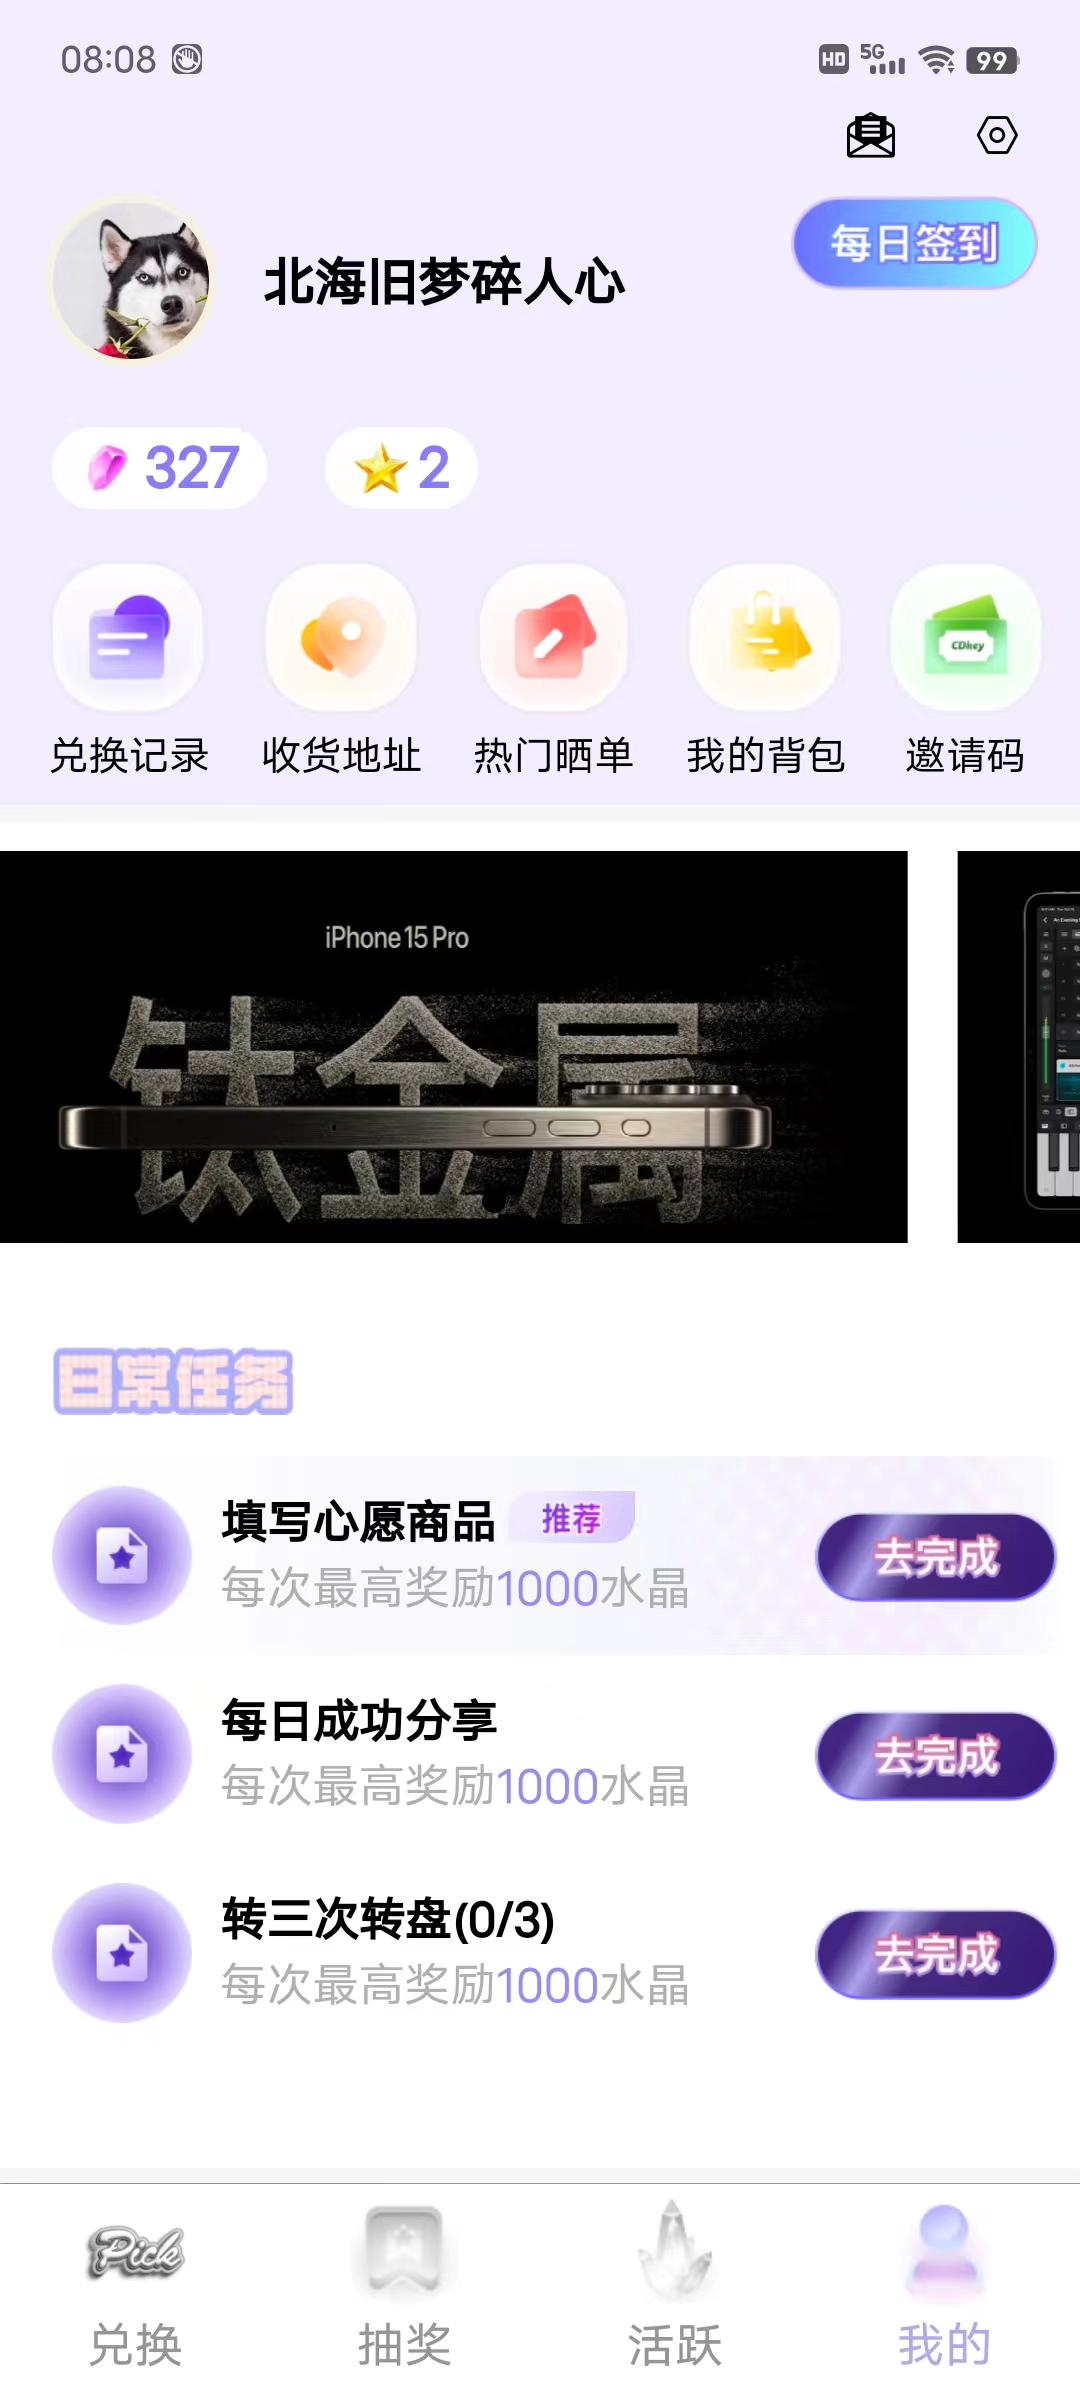 08:08
HD 5G 99
每日签到
北海旧梦碎人心
327 2
CDkey
兑换记录 收货地址 热门晒单 我的背包 邀请码
iPhone 15 Pro
钛金属
日常任务
填写心愿商品 推荐
每次最高奖励1000水晶
去完成
每日成功分享
每次最高奖励1000水晶
去完成
转三次转盘(0/3)
每次最高奖励1000水晶
去完成
Pick
兑换 抽奖 活跃 我的